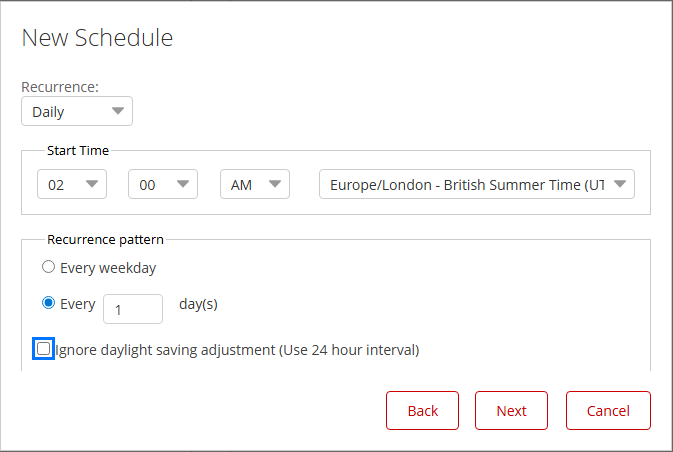 New Schedule
Recurrence:
Daily
Start Time
02 00 AM Europe/London - British Summer Time (UT
Recurrence pattern
Every weekday
Every 1 day(s)
Ignore daylight saving adjustment (Use 24 hour interval)
Back Next Cancel